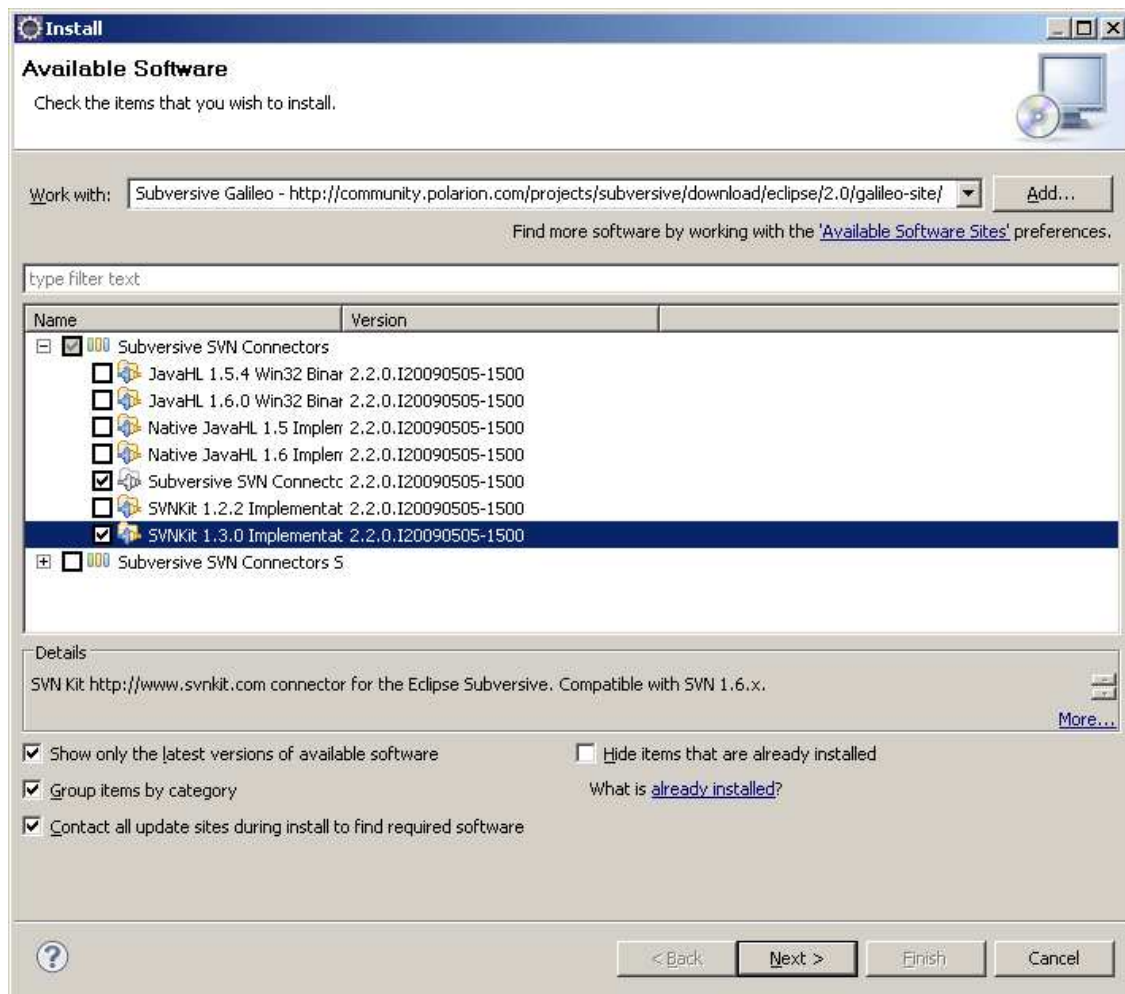 Install
Available Software
Check the items that you wish to install.
Work with: Subversive Galileo - http://community.polarion.com/projects/subversive/download/eclipse/2.0/galileo-site/ Add...
Find more software by working with the 'Available Software Sites' preferences.
type filter text
Name Version
Subversive SVN Connectors
JavaHL 1.5.4 Win32 Binar 2.2.0.I20090505-1500
JavaHL 1.6.0 Win32 Binar 2.2.0.I20090505-1500
Native JavaHL 1.5 Implem 2.2.0.I20090505-1500
Native JavaHL 1.6 Implem 2.2.0.I20090505-1500
Subversive SVN Connectc 2.2.0.I20090505-1500
SVNKit 1.2.2 Implementat 2.2.0.I20090505-1500
SVNKit 1.3.0 Implementat 2.2.0.I20090505-1500
Subversive SVN Connectors S
Details
SVN Kit http://www.svnkit.com connector for the Eclipse Subversive. Compatible with SVN 1.6.x.
More...
Show only the latest versions of available software Hide items that are already installed
Group items by category What is already installed?
Contact all update sites during install to find required software
? < Back Next > Finish Cancel